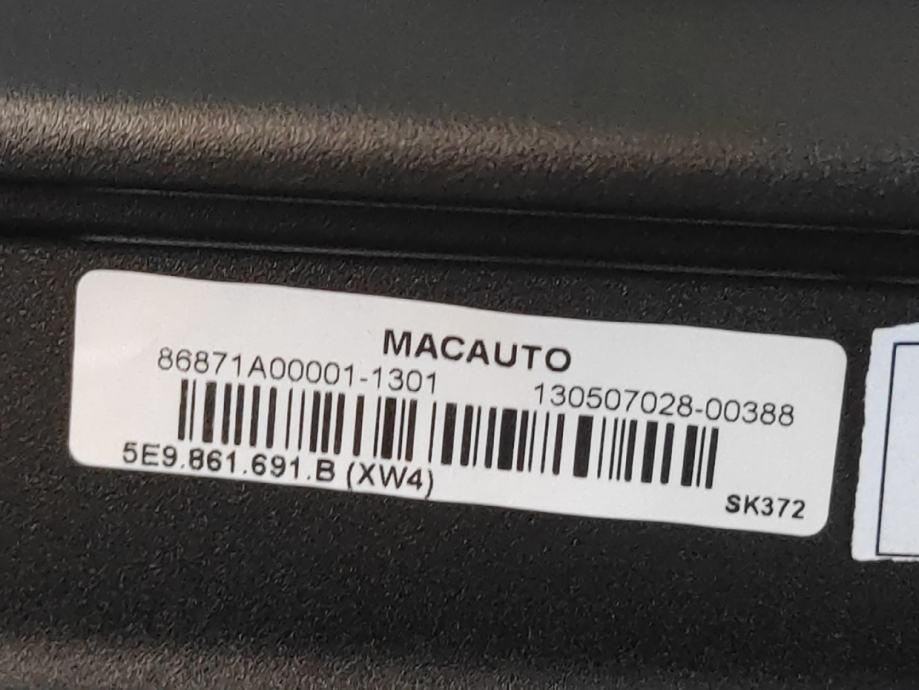 MACAUTO
86871A00001-1301 130507028-00388
5E9.861.691.B (XW4)
SK372